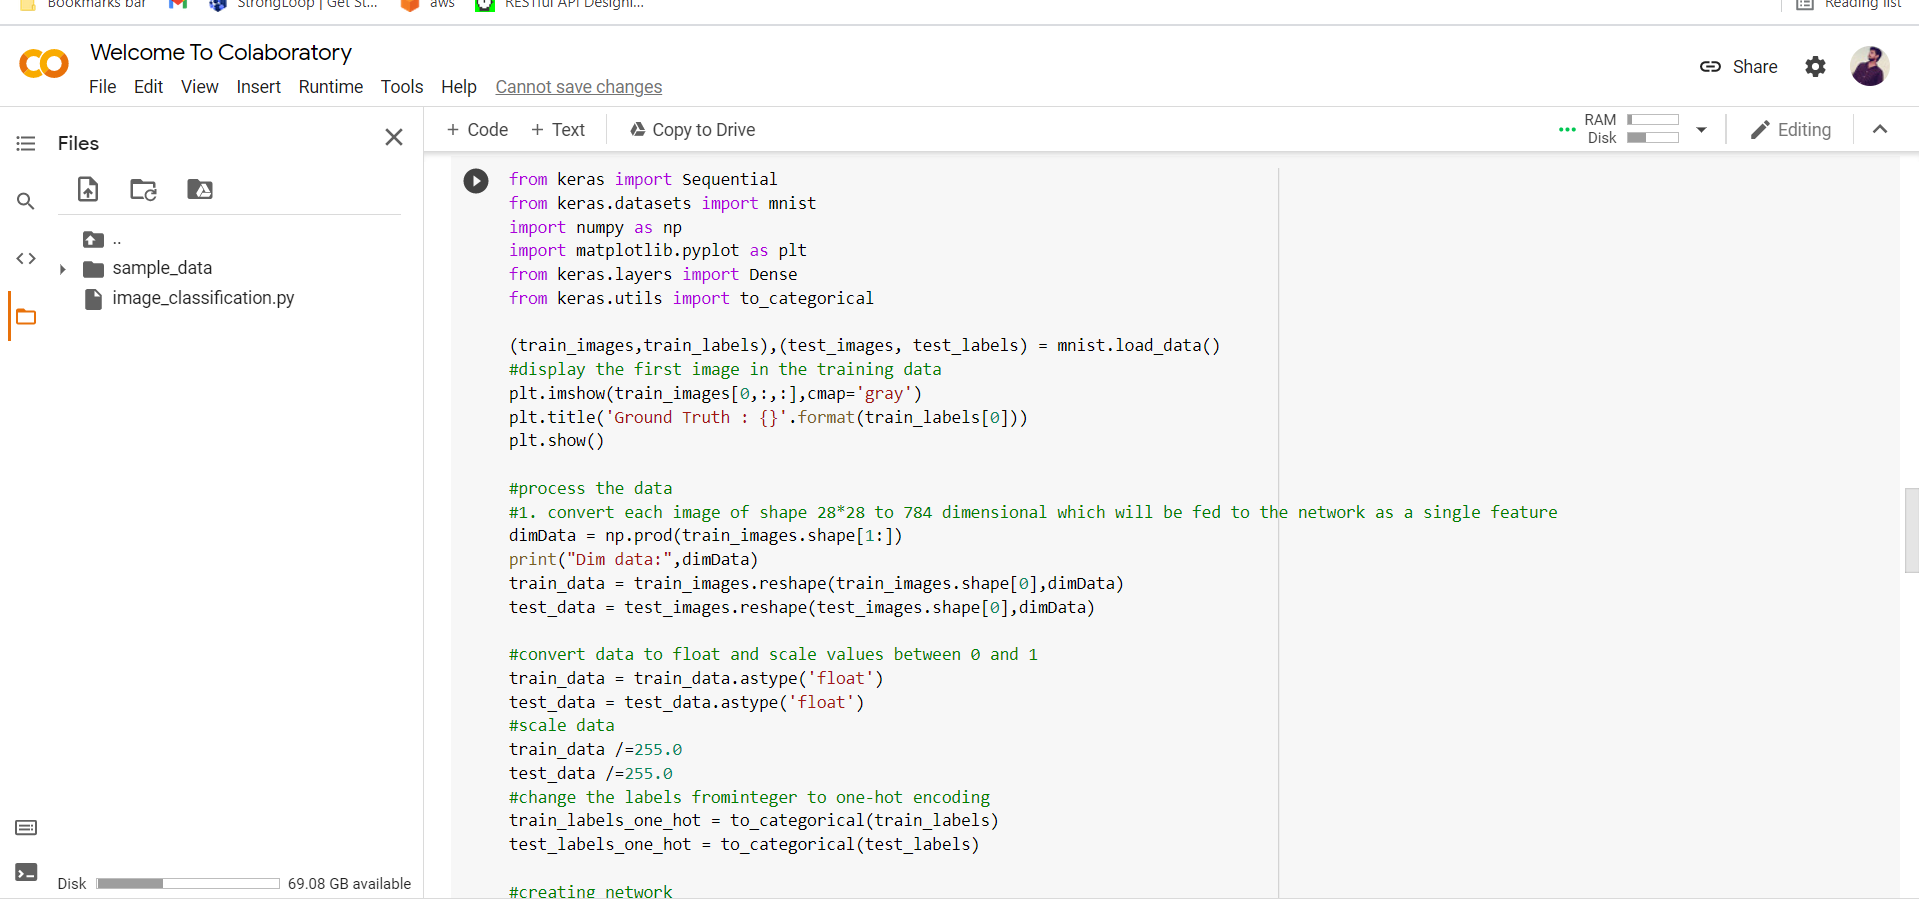 Bookmarks bar StrongLoop | Get St... aws RESTful API Designi... Reading list
Welcome To Colaboratory
File Edit View Insert Runtime Tools Help Cannot save changes
Share
Files
+ Code + Text Copy to Drive
RAM
Disk
Editing
..
sample_data
image_classification.py
from keras import Sequential
from keras.datasets import mnist
import numpy as np
import matplotlib.pyplot as plt
from keras.layers import Dense
from keras.utils import to_categorical
(train_images,train_labels),(test_images, test_labels) = mnist.load_data()
#display the first image in the training data
plt.imshow(train_images[0,:,:],cmap='gray')
plt.title('Ground Truth : {}'.format(train_labels[0]))
plt.show()
#process the data
#1. convert each image of shape 28*28 to 784 dimensional which will be fed to the network as a single feature
dimData = np.prod(train_images.shape[1:])
print("Dim data:",dimData)
train_data = train_images.reshape(train_images.shape[0],dimData)
test_data = test_images.reshape(test_images.shape[0],dimData)
#convert data to float and scale values between 0 and 1
train_data = train_data.astype('float')
test_data = test_data.astype('float')
#scale data
train_data /=255.0
test_data /=255.0
#change the labels frominteger to one-hot encoding
train_labels_one_hot = to_categorical(train_labels)
test_labels_one_hot = to_categorical(test_labels)
#creating network
Disk 69.08 GB available